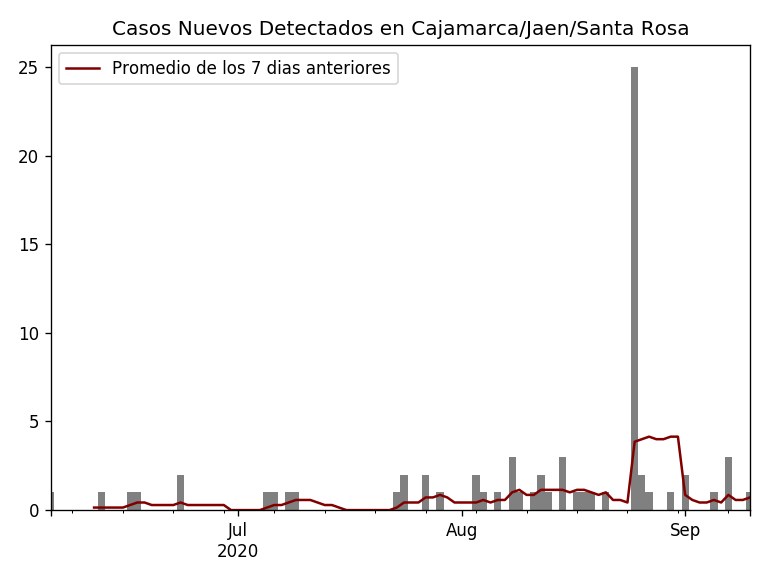 Casos Nuevos Detectados en Cajamarca/Jaen/Santa Rosa
Promedio de los 7 dias anteriores
25
20
15
10
5
0
Jul
2020
Aug
Sep